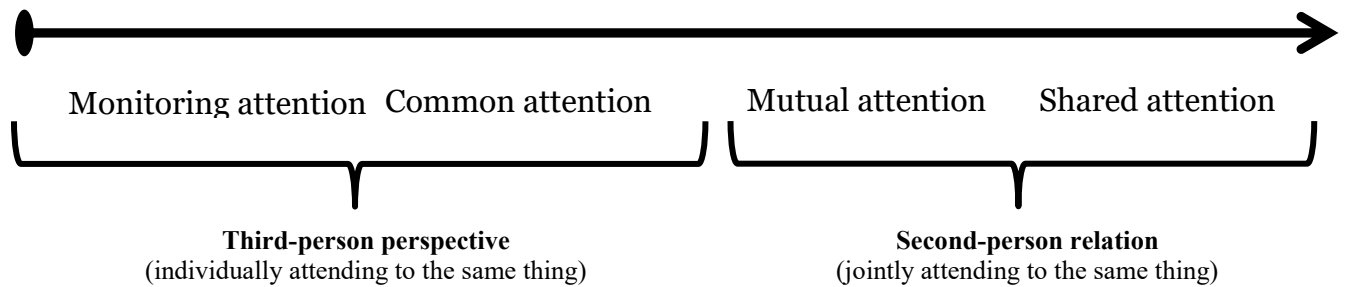 Monitoring attention Common attention Mutual attention Shared attention
Third-person perspective Second-person relation
(individually attending to the same thing) (jointly attending to the same thing)